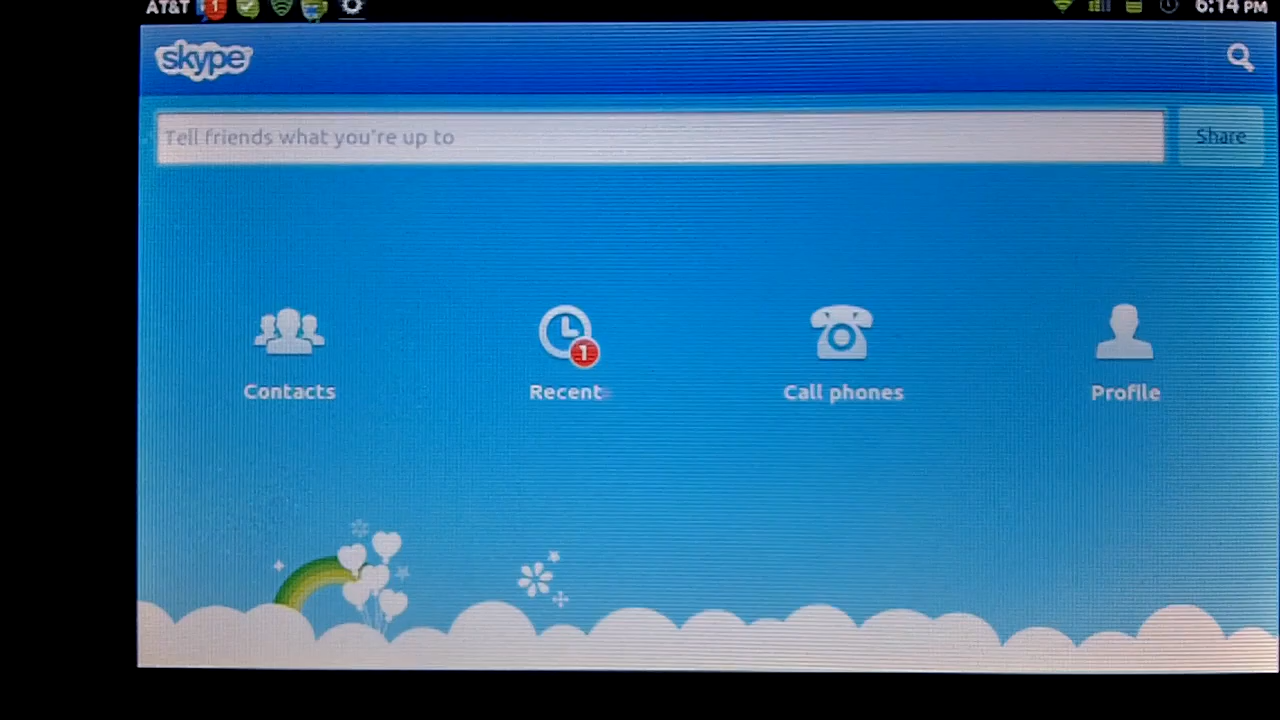 AT&T 1 6:14 PM
skype
Tell friends what you're up to
Share
1
Contacts Recent Call phones Profile